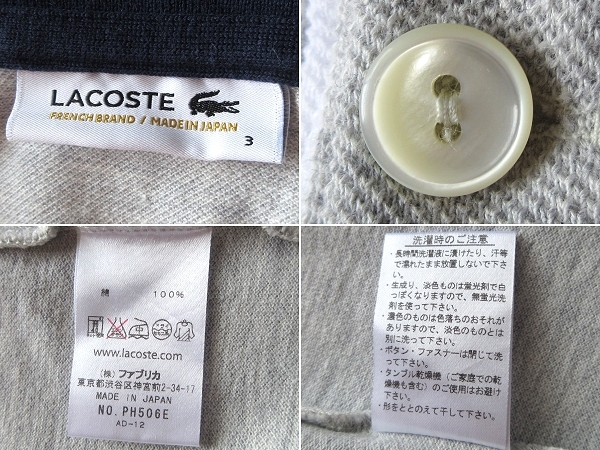 LACOSTE
FRENCH BRAND / MADE IN JAPAN
3
綿 100%
www.lacoste.com
(株) ファブリカ
東京都渋谷区神宮前2-34-17
MADE IN JAPAN
NO. PH506E
AD-12
洗濯時のご注意
・長時間洗濯液に漬けたり、汗等
で濡れたまま放置しないで下さ
い。
・生成り、淡色ものは蛍光剤で白
っぽくなりますので、無蛍光洗
剤を使って下さい。
・濃色のものは色落ちのおそれが
ありますので、淡色のものとは
別に洗って下さい。
・ボタン・ファスナーは閉じて洗
って下さい。
・タンブル乾燥機(ご家庭での乾
燥機も含む)のご使用はお避け
下さい。
・形をととのえて干して下さい。